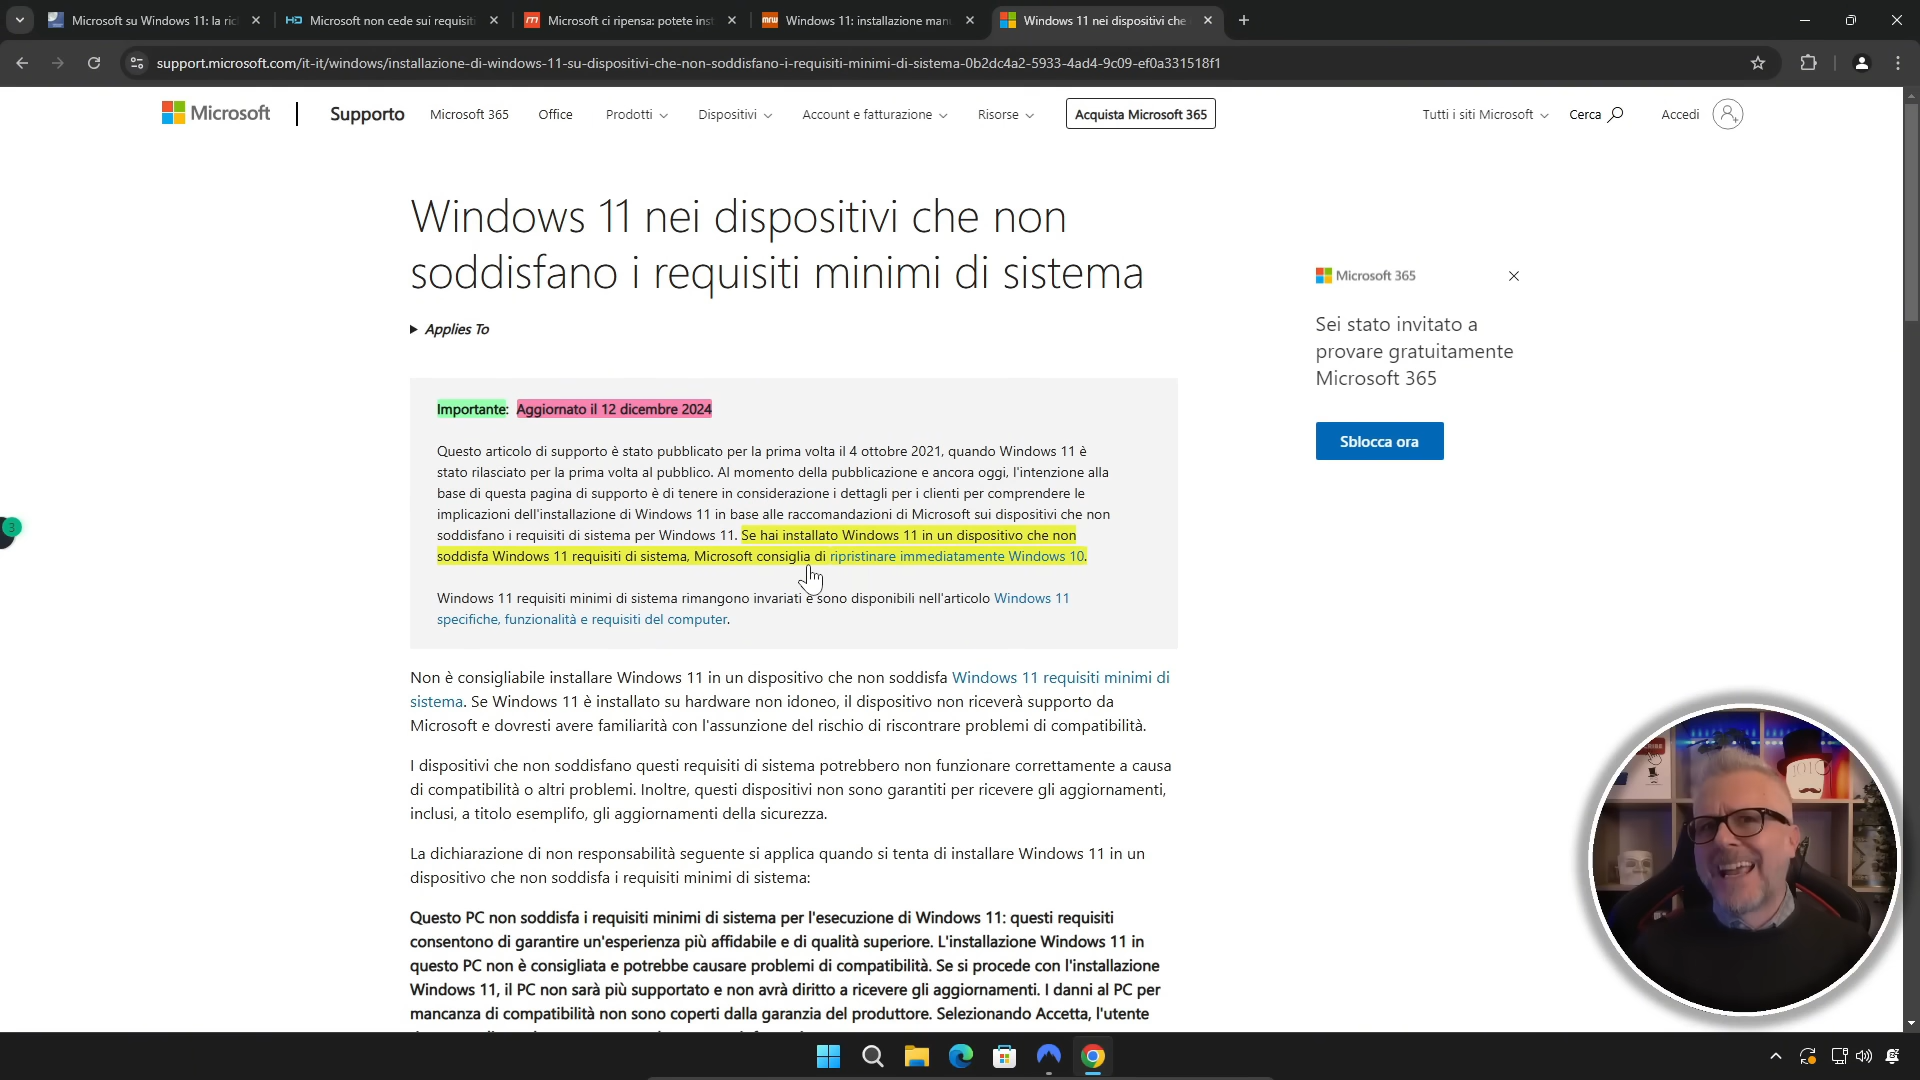 Microsoft su Windows 11: la ric
Microsoft non cede sui requisiti
Microsoft ci ripensa: potete inst
Windows 11: installazione man
Windows 11 nei dispositivi che
support.microsoft.com/it-it/windows/installazione-di-windows-11-su-dispositivi-che-non-soddisfano-i-requisiti-minimi-di-sistema-0b2dc4a2-5933-4ad4-9c09-ef0a331518f1
Microsoft
Supporto
Microsoft 365
Office
Prodotti
Dispositivi
Account e fatturazione
Risorse
Acquista Microsoft 365
Tutti i siti Microsoft
Cerca
Accedi
Windows 11 nei dispositivi che non
soddisfano i requisiti minimi di sistema
Applies To
Importante: Aggiornato il 12 dicembre 2024
Questo articolo di supporto è stato pubblicato per la prima volta il 4 ottobre 2021, quando Windows 11 è
stato rilasciato per la prima volta al pubblico. Al momento della pubblicazione e ancora oggi, l'intenzione alla
base di questa pagina di supporto è di tenere in considerazione i dettagli per i clienti per comprendere le
implicazioni dell'installazione di Windows 11 in base alle raccomandazioni di Microsoft sui dispositivi che non
soddisfano i requisiti di sistema per Windows 11. Se hai installato Windows 11 in un dispositivo che non
soddisfa Windows 11 requisiti di sistema, Microsoft consiglia di ripristinare immediatamente Windows 10.
Windows 11 requisiti minimi di sistema rimangono invariati e sono disponibili nell'articolo Windows 11
specifiche, funzionalità e requisiti del computer.
Non è consigliabile installare Windows 11 in un dispositivo che non soddisfa Windows 11 requisiti minimi di
sistema. Se Windows 11 è installato su hardware non idoneo, il dispositivo non riceverà supporto da
Microsoft e dovresti avere familiarità con l'assunzione del rischio di riscontrare problemi di compatibilità.
I dispositivi che non soddisfano questi requisiti di sistema potrebbero non funzionare correttamente a causa
di compatibilità o altri problemi. Inoltre, questi dispositivi non sono garantiti per ricevere gli aggiornamenti,
inclusi, a titolo esemplifo, gli aggiornamenti della sicurezza.
La dichiarazione di non responsabilità seguente si applica quando si tenta di installare Windows 11 in un
dispositivo che non soddisfa i requisiti minimi di sistema:
Questo PC non soddisfa i requisiti minimi di sistema per l'esecuzione di Windows 11: questi requisiti
consentono di garantire un'esperienza più affidabile e di qualità superiore. L'installazione Windows 11 in
questo PC non è consigliata e potrebbe causare problemi di compatibilità. Se si procede con l'installazione
Windows 11, il PC non sarà più supportato e non avrà diritto a ricevere gli aggiornamenti. I danni al PC per
mancanza di compatibilità non sono coperti dalla garanzia del produttore. Selezionando Accetta, l'utente
Microsoft 365
Sei stato invitato a
provare gratuitamente
Microsoft 365
Sblocca ora
3